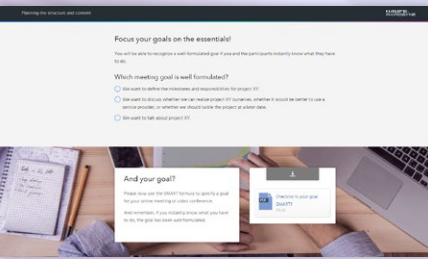 Planning the structure and content
Focus your goals on the essentials!
You will be able to recognize a well-formulated goal if you and the participants instantly know what they have
to do.
Which meeting goal is well formulated?
We want to define the milestones and responsibilities for project XY.
We want to discuss whether we can realize project XY ourselves, whether it would be better to use a
service provider, or whether we should tackle the project at a later date.
We want to talk about project XY.
And your goal?
Please now use the SMART formula to specify a goal
for your online meeting or video conference.
And remember, if you instantly know what you have
to do, the goal has been well-formulated.
PDF
Checklist: Is your goal
SMART?